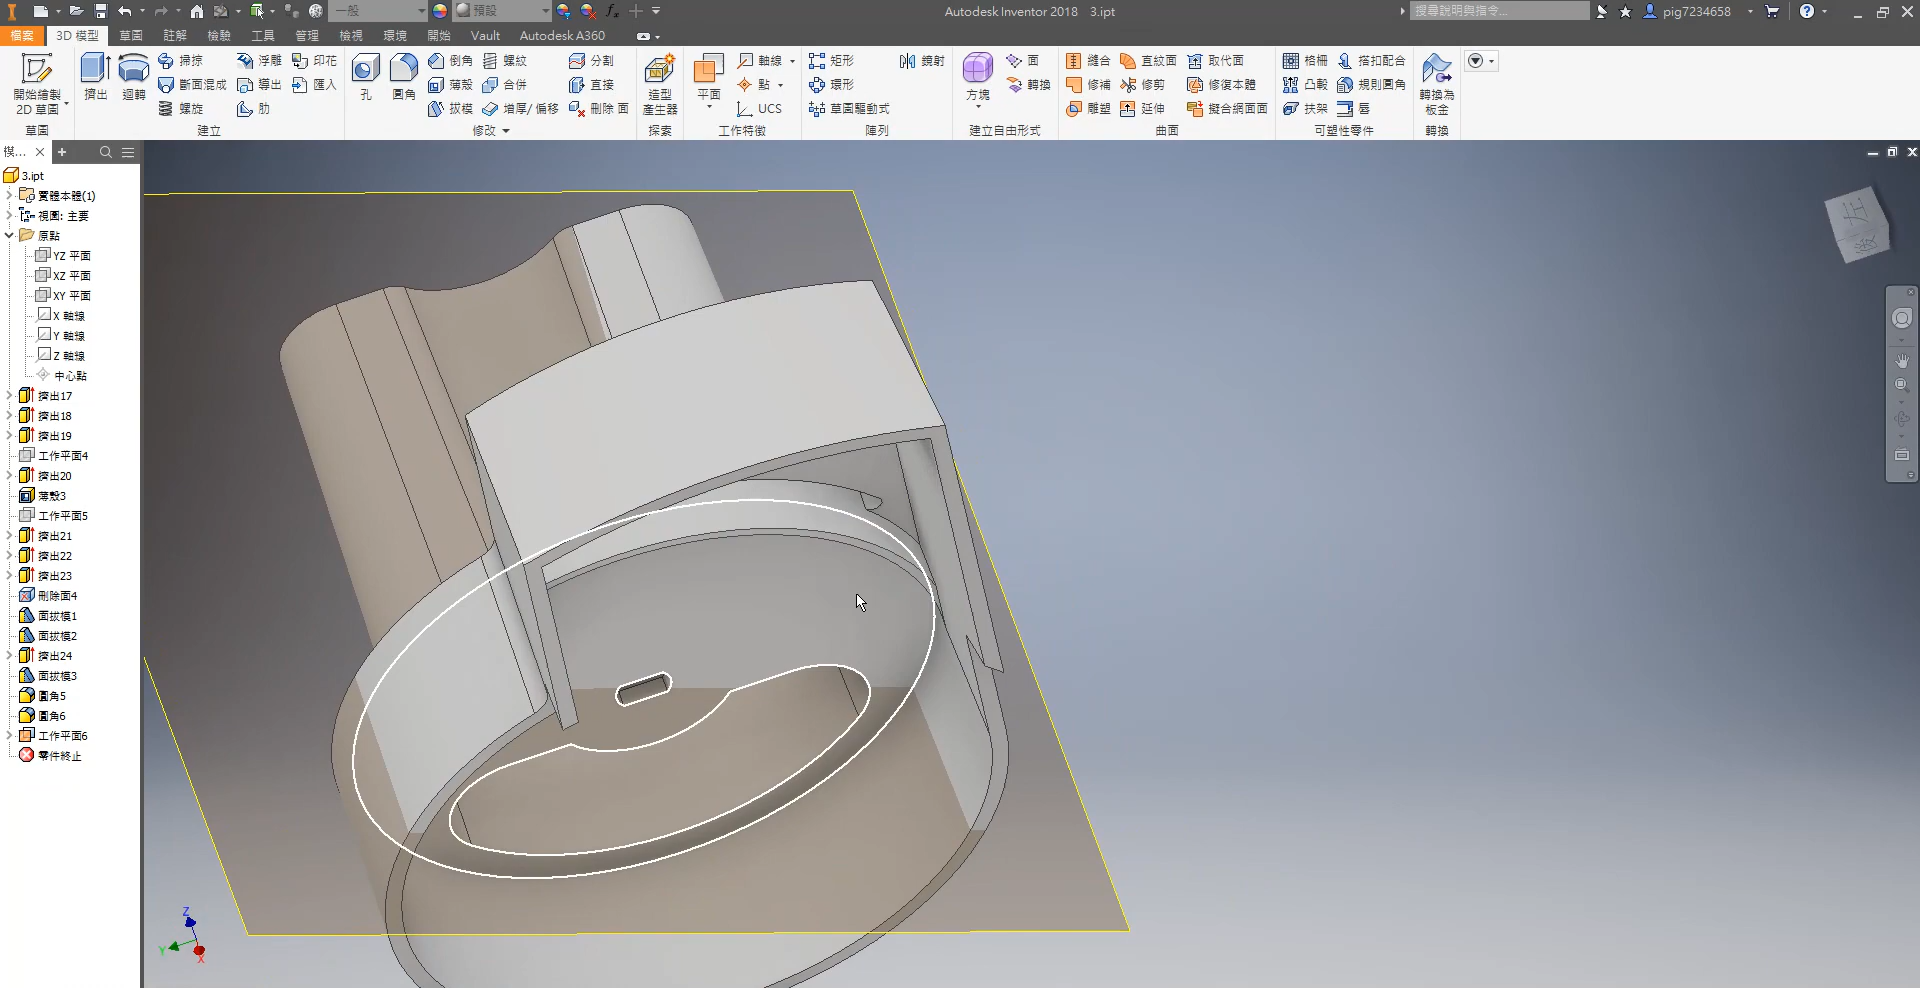 一般
預設
Autodesk Inventor 2018 3.ipt
搜尋說明與指令...
pig7234658
檔案
3D 模型
草圖
註解
檢驗
工具
管理
檢視
環境
開始
Vault
Autodesk A360
開始繪製
2D 草圖
草圖
擠出
迴轉
掃掠
斷面混成
螺旋
浮雕
導出
肋
印花
匯入
建立
孔
圓角
倒角
薄殼
拔模
螺紋
合併
增厚/ 偏移
分割
直接
刪除 面
修改
造型
產生器
探索
平面
軸線
點
UCS
工作特徵
矩形
環形
草圖驅動式
鏡射
陣列
方塊
面
轉換
建立自由形式
縫合
修補
雕塑
直紋面
修剪
延伸
取代面
修復本體
擬合網面面
曲面
格柵
凸轂
扶架
搭扣配合
規則圓角
唇
可塑性零件
轉換為
板金
轉換
模...
3.ipt
實體本體(1)
視圖: 主要
原點
YZ 平面
XZ 平面
XY 平面
X 軸線
Y 軸線
Z 軸線
中心點
擠出17
擠出18
擠出19
工作平面4
擠出20
薄殼3
工作平面5
擠出21
擠出22
擠出23
刪除面4
面拔模1
面拔模2
擠出24
面拔模3
圓角5
圓角6
工作平面6
零件終止
Z
Y
X